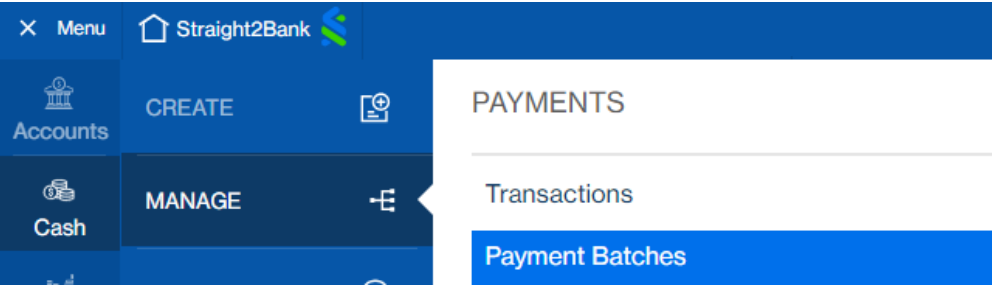 Menu
Straight2Bank
Accounts
CREATE
PAYMENTS
Cash
MANAGE
Transactions
Payment Batches